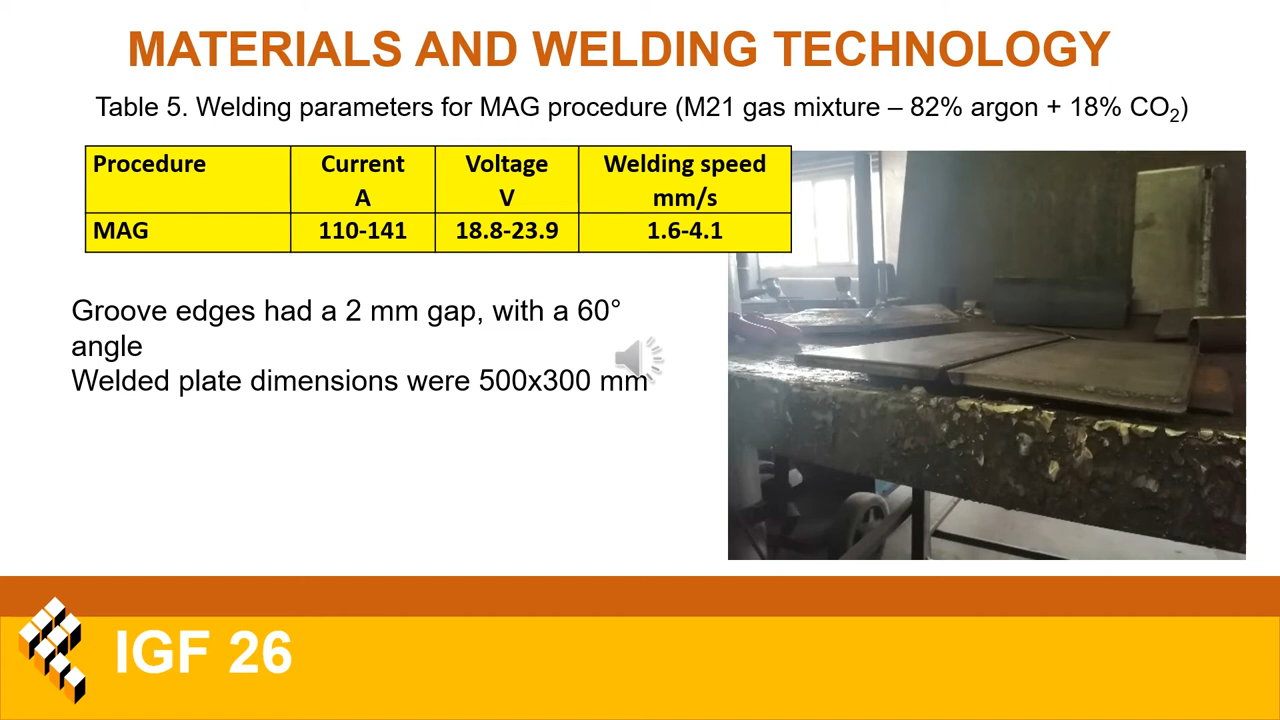 MATERIALS AND WELDING TECHNOLOGY
Table 5. Welding parameters for MAG procedure (M21 gas mixture – 82% argon + 18% CO₂)
Procedure Current Voltage Welding speed
A V mm/s
MAG 110-141 18.8-23.9 1.6-4.1
Groove edges had a 2 mm gap, with a 60°
angle
Welded plate dimensions were 500x300 mm
IGF 26